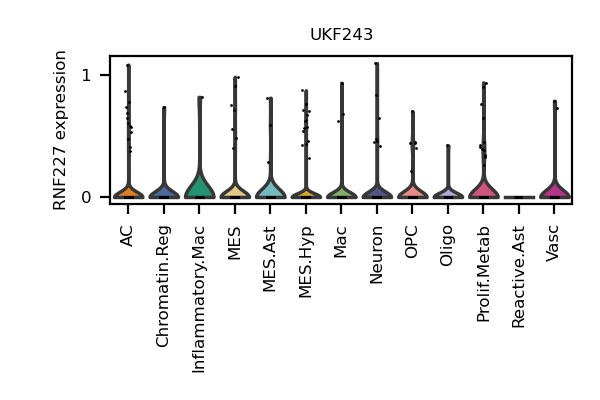 UKF243
RNF227 expression
1
0
AC
Chromatin.Reg
Inflammatory.Mac
MES
MES.Ast
MES.Hyp
Mac
Neuron
OPC
Oligo
Prolif.Metab
Reactive.Ast
Vasc